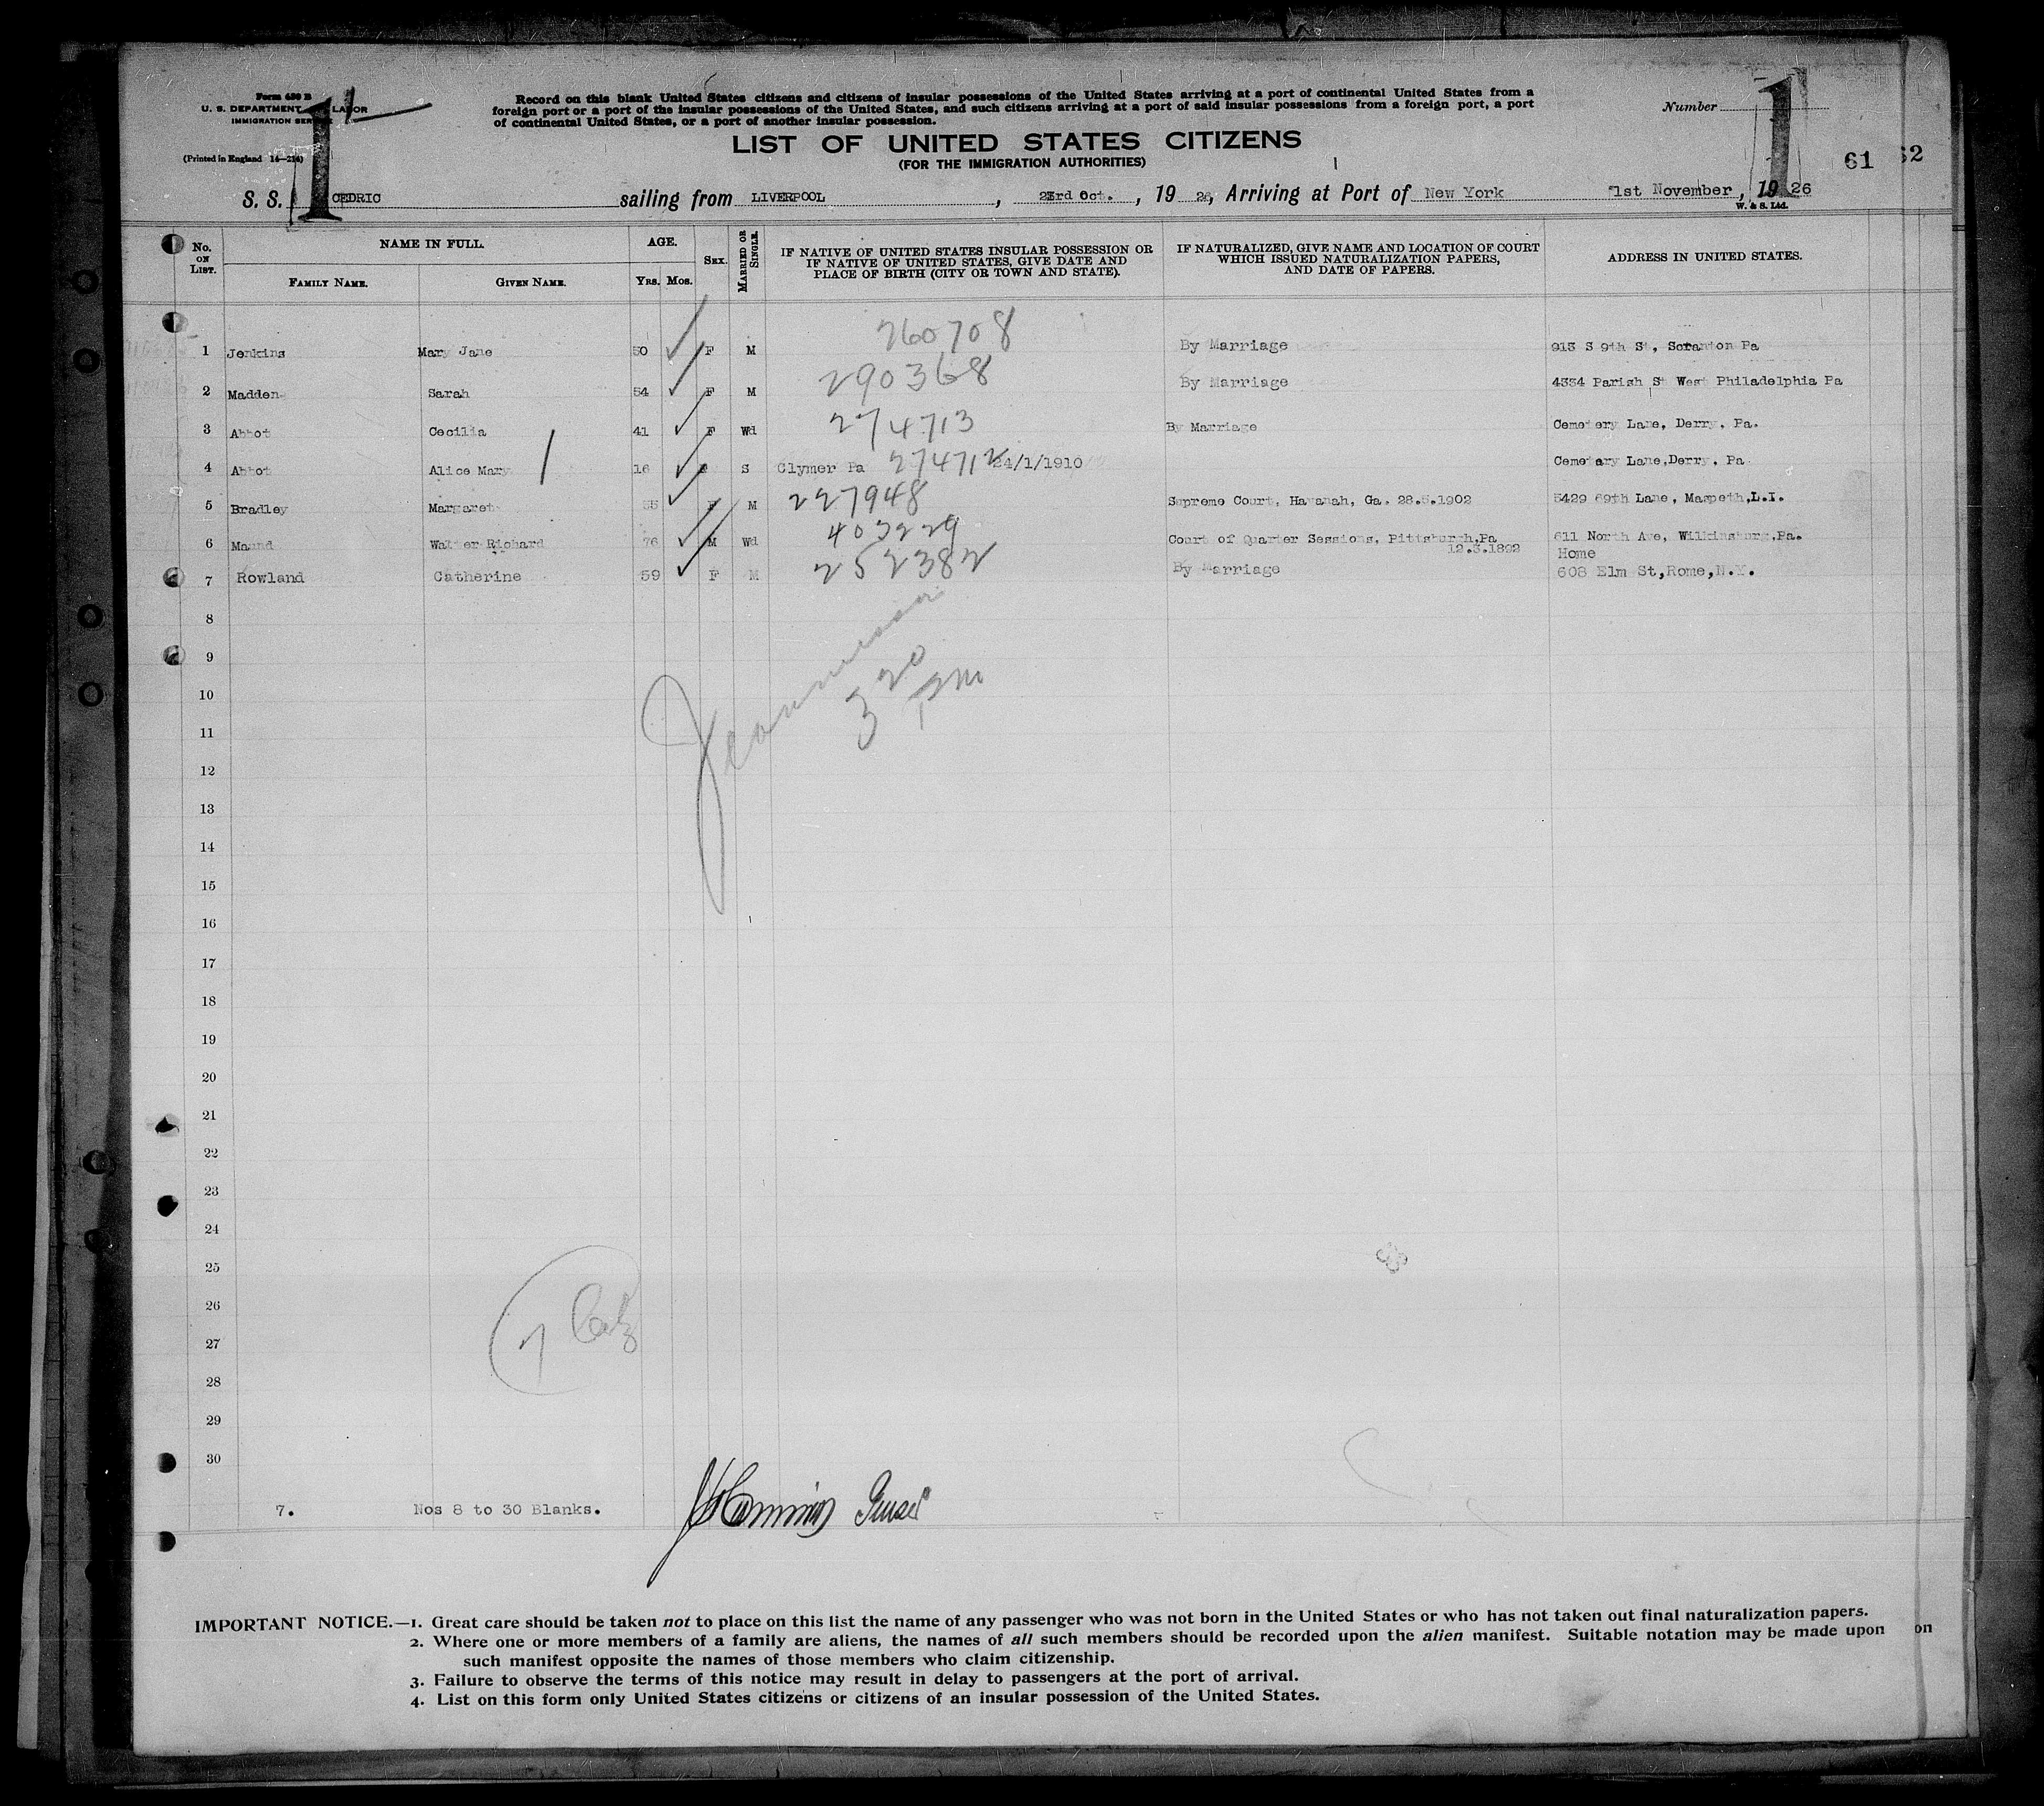 Form 630 B
U. S. DEPARTMENT LABOR
IMMIGRATION SERVICE
(Printed in England 14—214)
Record on this blank United States citizens and citizens of insular possessions of the United States arriving at a port of continental United States from a
foreign port or a port of the insular possessions of the United States, and such citizens arriving at a port of said insular possessions from a foreign port, a port
of continental United States, or a port of another insular possession.
Number
1
1
61
62
LIST OF UNITED STATES CITIZENS
(FOR THE IMMIGRATION AUTHORITIES)
S. S. CEDRIC sailing from LIVERPOOL, 23rd Oct., 19 26, Arriving at Port of New York 1st November, 19 26
W. & S. Ltd.
No. ON LIST. NAME IN FULL. AGE. SEX. MARRIED OR SINGLE. IF NATIVE OF UNITED STATES INSULAR POSSESSION OR IF NATIVE OF UNITED STATES, GIVE DATE AND PLACE OF BIRTH (CITY OR TOWN AND STATE). IF NATURALIZED, GIVE NAME AND LOCATION OF COURT WHICH ISSUED NATURALIZATION PAPERS, AND DATE OF PAPERS. ADDRESS IN UNITED STATES.
FAMILY NAME. GIVEN NAME. YRS. MOS.
1 Jenkins Mary Jane 50 F M 260708 By Marriage 913 S 9th St, Scranton Pa
2 Madden Sarah 54 F M 290368 By Marriage 4334 Parish St West Philadelphia Pa
3 Abbot Cecilia 41 F Wd 274713 By Marriage Cemetery Lane, Derry, Pa.
4 Abbot Alice Mary 16 F S Clymer Pa 274712 24/1/1910 Cemetary Lane,Derry, Pa
5 Bradley Margaret 55 F M 227948 Supreme Court, Havanah, Ga. 28.5.1902 5429 69th Lane, Maspeth,L.I.
6 Maund Walter Richard 76 M Wd 403229 Court of Quarter Sessions, Pittsburgh,Pa 12.3.1892 611 North Ave, Wilkinsburg,Pa.
Home
7 Rowland Catherine 59 F M 252382 By Marriage 608 Elm St,Rome,N.Y.
8
9
3 20 pm
10
11
12
13
14
15
16
17
18
19
20
21
22
23
24
25
26
27
7
28
29
30
7. Nos 8 to 30 Blanks.
Purser
IMPORTANT NOTICE.—1. Great care should be taken not to place on this list the name of any passenger who was not born in the United States or who has not taken out final naturalization papers.
2. Where one or more members of a family are aliens, the names of all such members should be recorded upon the alien manifest. Suitable notation may be made upon on
such manifest opposite the names of those members who claim citizenship.
3. Failure to observe the terms of this notice may result in delay to passengers at the port of arrival.
4. List on this form only United States citizens or citizens of an insular possession of the United States.